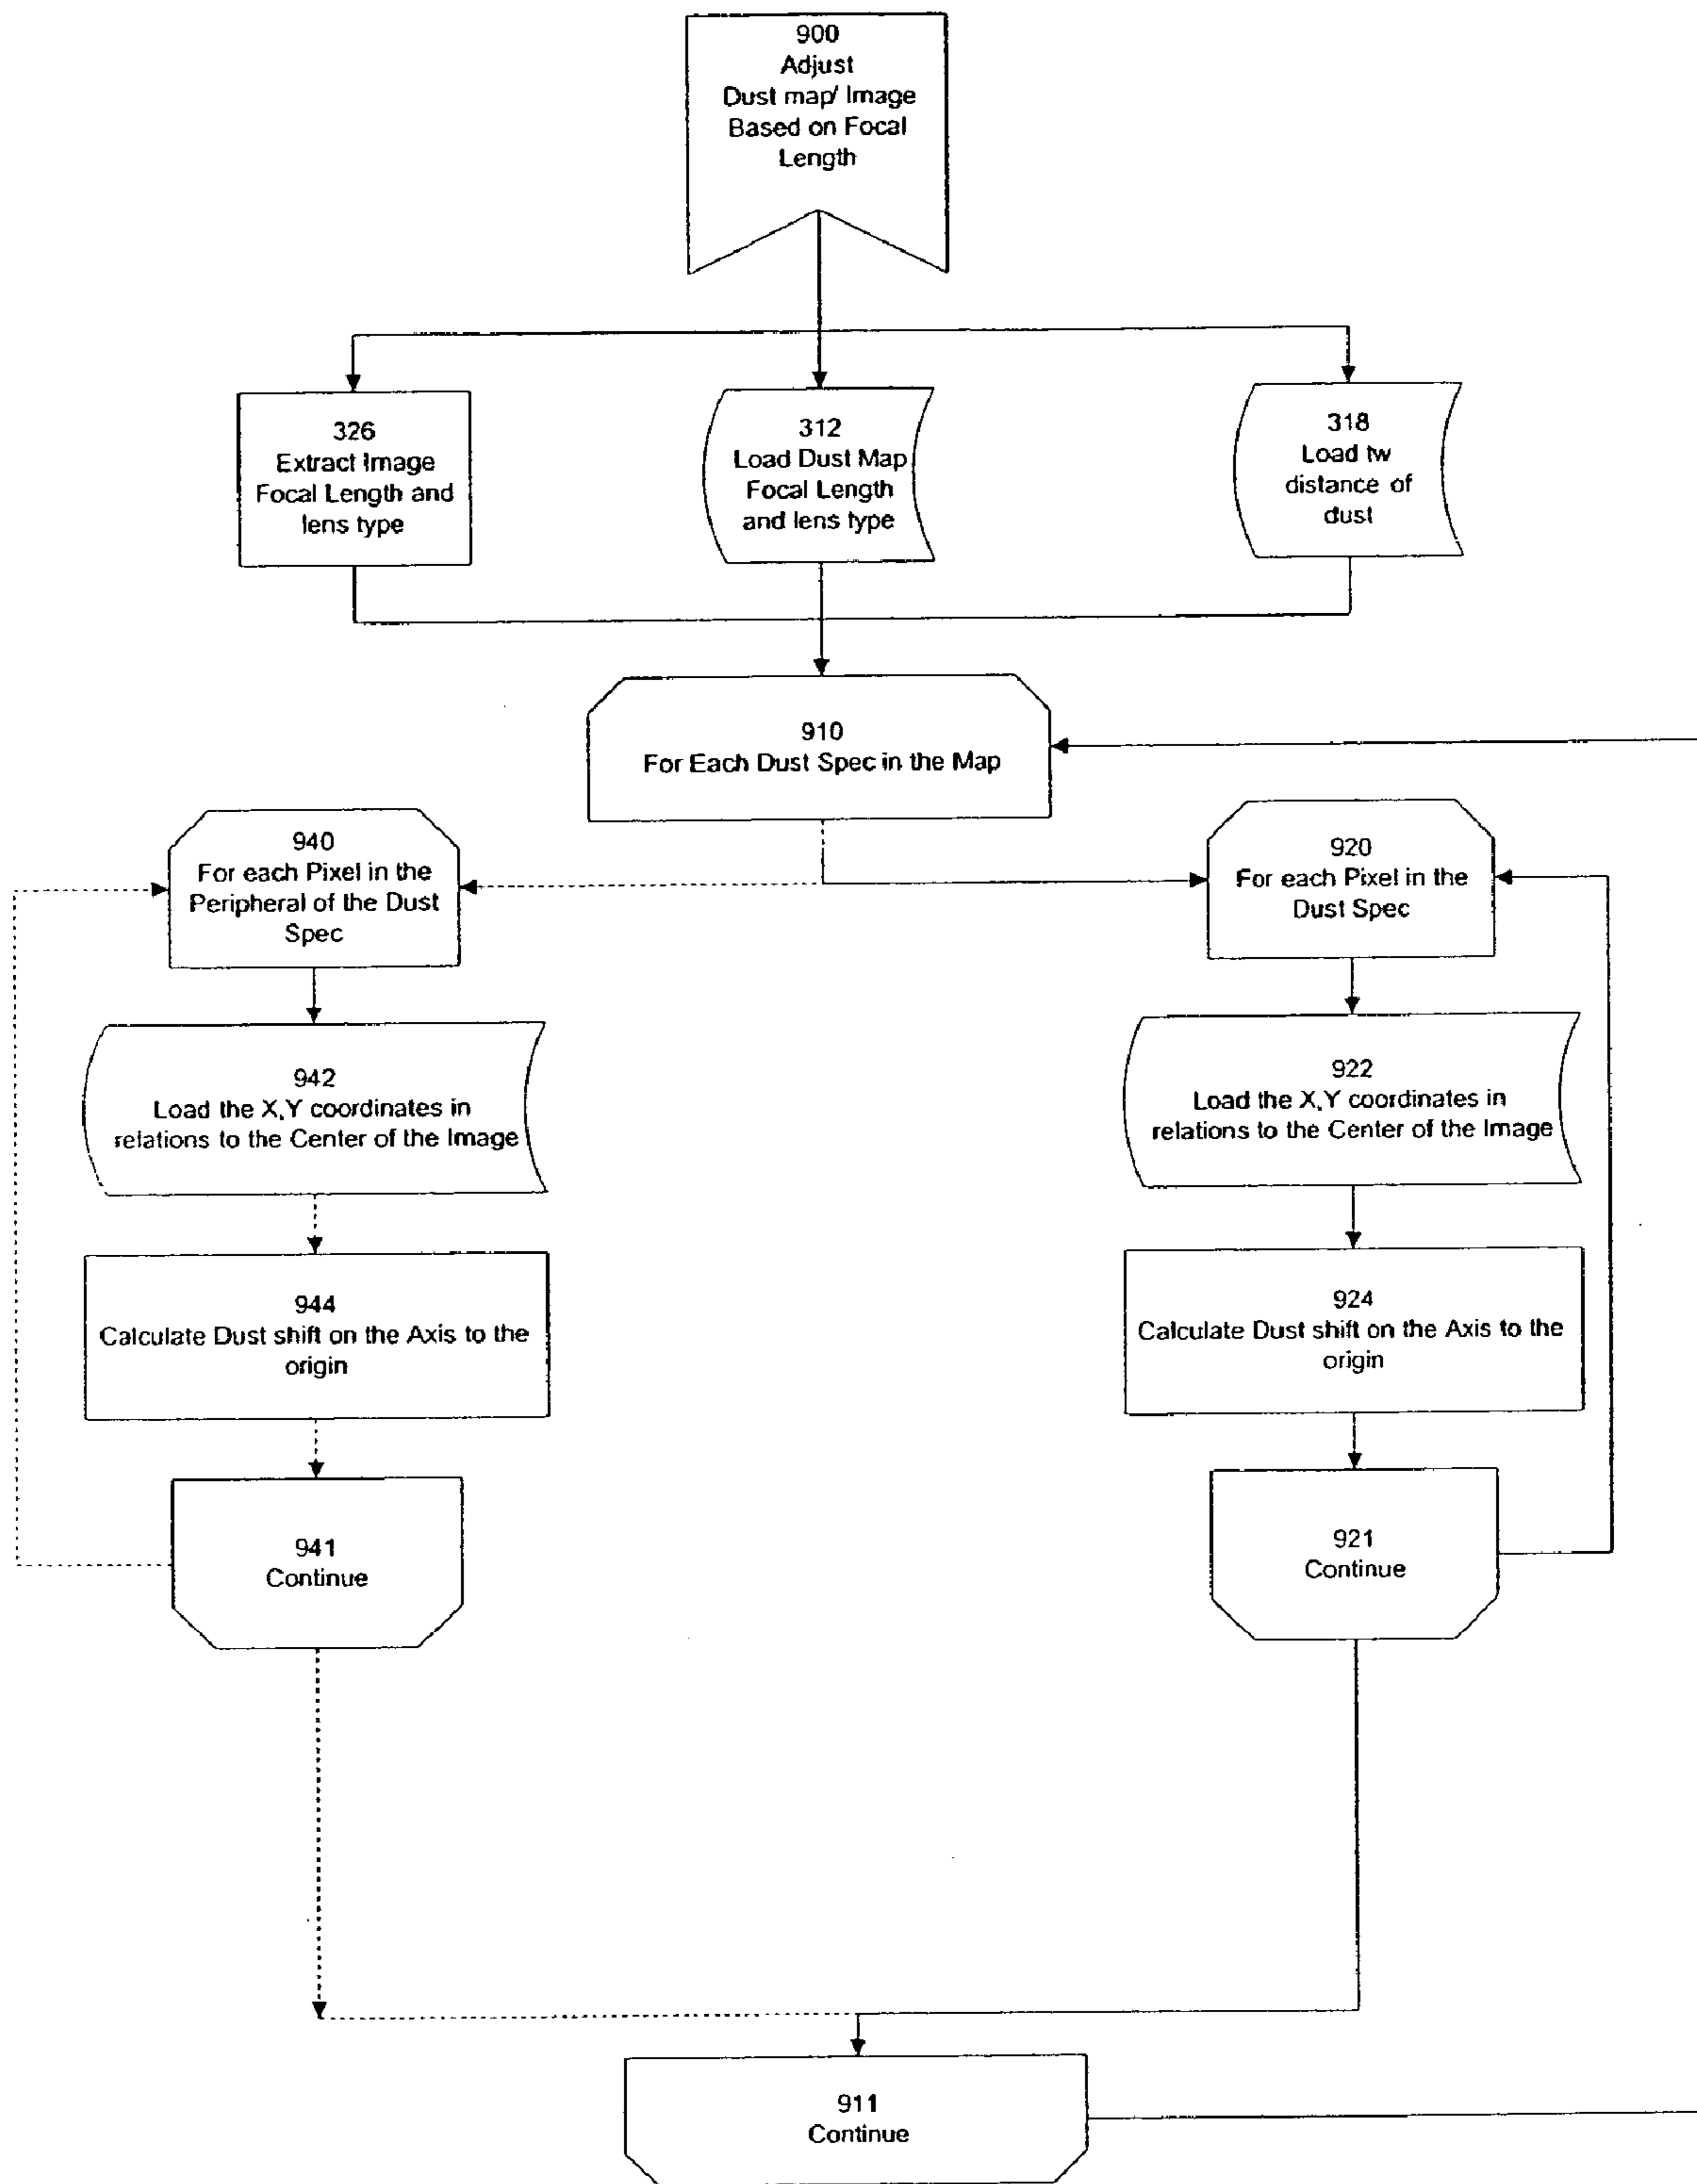 900
Adjust
Dust map/ Image
Based on Focal
Length
326
Extract Image
Focal Length and
lens type
312
Load Dust Map
Focal Length
and lens type
318
Load tw
distance of
dust
910
For Each Dust Spec in the Map
940
For each Pixel in the
Peripheral of the Dust
Spec
920
For each Pixel in the
Dust Spec
942
Load the X,Y coordinates in
relations to the Center of the Image
922
Load the X,Y coordinates in
relations to the Center of the Image
944
Calculate Dust shift on the Axis to the
origin
924
Calculate Dust shift on the Axis to the
origin
941
Continue
921
Continue
911
Continue